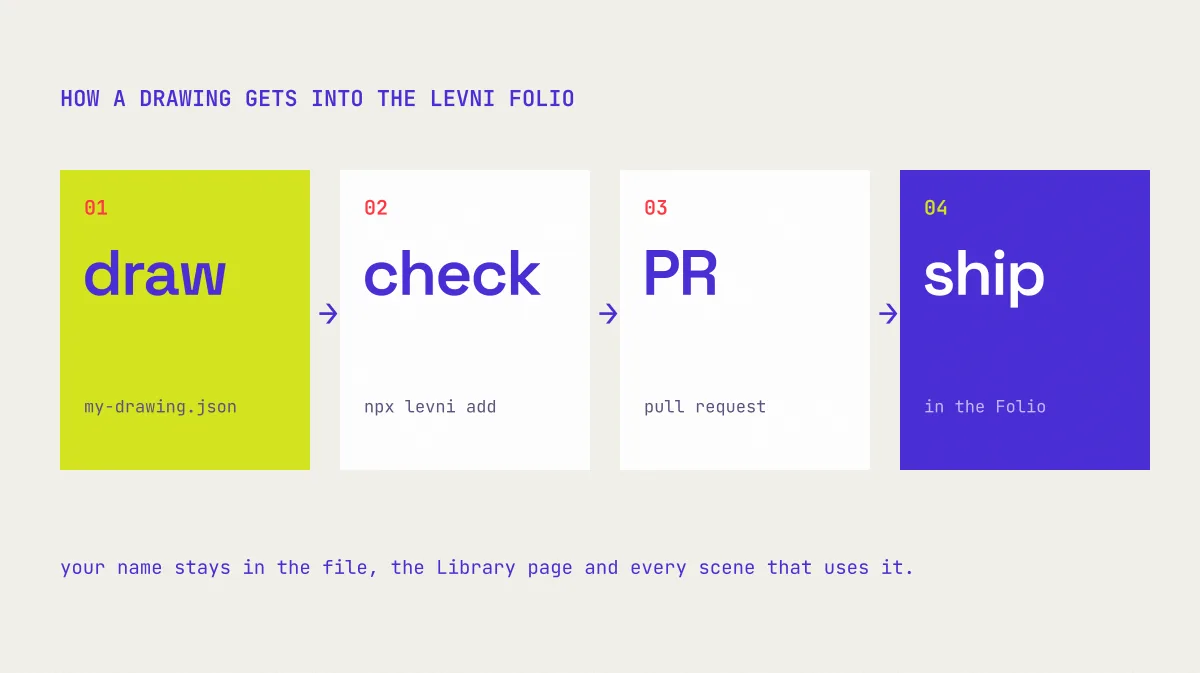 HOW A DRAWING GETS INTO THE LEVNI FOLIO
01
draw
my-drawing.json
→
02
check
npx levni add
→
03
PR
pull request
→
04
ship
in the Folio
your name stays in the file, the Library page and every scene that uses it.